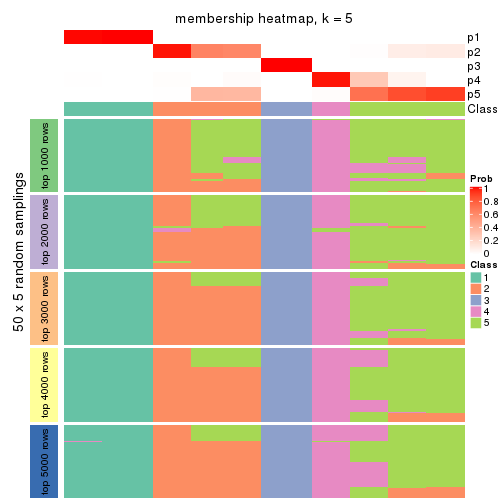 membership heatmap, k = 5
p1
p2
p3
p4
p5
Class
50 x 5 random samplings
top 1000 rows
top 2000 rows
top 3000 rows
top 4000 rows
top 5000 rows
Prob
1
0.8
0.6
0.4
0.2
0
Class
1
2
3
4
5